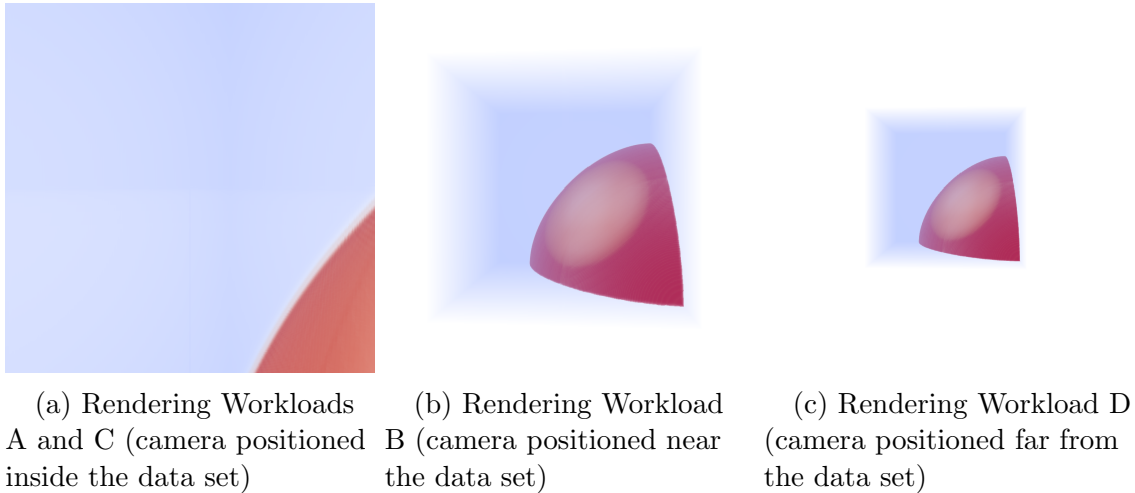 (a) Rendering Workloads
A and C (camera positioned
inside the data set)
(b) Rendering Workload
B (camera positioned near
the data set)
(c) Rendering Workload D
(camera positioned far from
the data set)